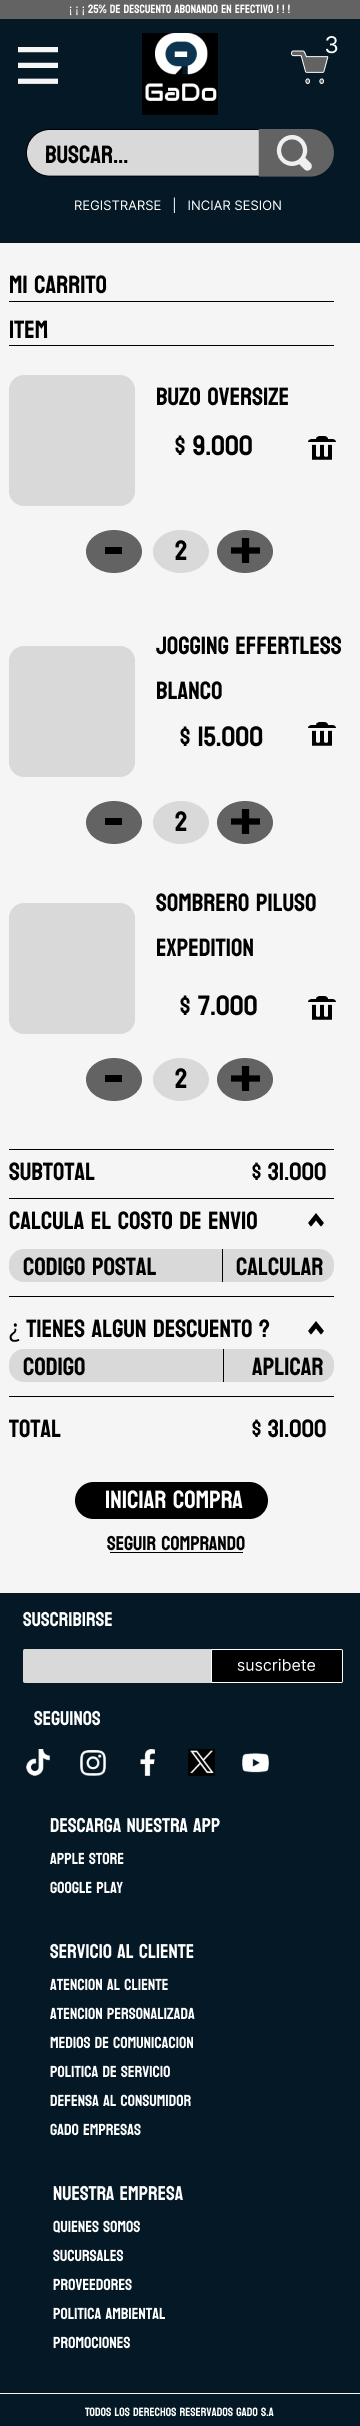 ¡ ¡ ¡ 25% DE DESCUENTO ABONANDO EN EFECTIVO ! ! !
3
GaDo
BUSCAR...
REGISTRARSE | INCIAR SESION
MI CARRITO
ITEM
BUZO OVERSIZE
$ 9.000
- 2 +
JOGGING EFFERTLESS
BLANCO
$ 15.000
- 2 +
SOMBRERO PILUSO
EXPEDITION
$ 7.000
- 2 +
SUBTOTAL $ 31.000
CALCULA EL COSTO DE ENVIO
CODIGO POSTAL CALCULAR
¿ TIENES ALGUN DESCUENTO ?
CODIGO APLICAR
TOTAL $ 31.000
INICIAR COMPRA
SEGUIR COMPRANDO
SUSCRIBIRSE
suscribete
SEGUINOS
DESCARGA NUESTRA APP
APPLE STORE
GOOGLE PLAY
SERVICIO AL CLIENTE
ATENCION AL CLIENTE
ATENCION PERSONALIZADA
MEDIOS DE COMUNICACION
POLITICA DE SERVICIO
DEFENSA AL CONSUMIDOR
GADO EMPRESAS
NUESTRA EMPRESA
QUIENES SOMOS
SUCURSALES
PROVEEDORES
POLITICA AMBIENTAL
PROMOCIONES
TODOS LOS DERECHOS RESERVADOS GADO S.A